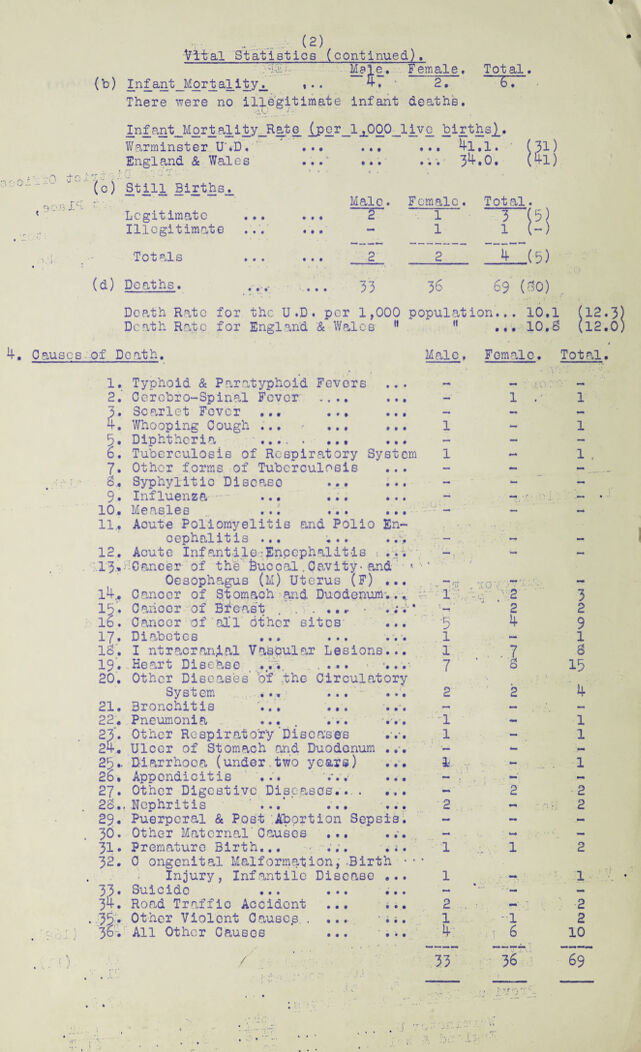 (2)
Vital Statistics (continued).
Male. Female. Total.
(b) Infant Mortality. ... 4. 2. 6.
There were no illegitimate infant deaths.
Infant Mortality Rate (per 1,000 live births).
Warminster U.D. ... ... ... 41.1. (31)
England & Wales ... ... ... 34.0. (41)
(c) Still Births.
Male. Female. Total.
Legitimate ... ... 2 1 3 (5)
Illegitimate ... ... - 1 1 (-)
Totals ... ... 2 2 4 (5)
(d) Deaths. ... ... 33 36 69 (80)
Death Rate for the U.D. per 1,000 population... 10.1 (12.3)
Death Rate for England & Wales " " ... 10.8 (12.0)
4. Causes of Death. Male. Female. Total.
1. Typhoid & Paratyphoid Fevers ... - - -
2. Cerebro-Spinal Fever .... ... - 1 1
3. Scarlet Fever ... ... ... - - -
4. Whooping Cough ... ... ... 1 - 1
5. Diphtheria .... ... ... - - -
6. Tuberculosis of Respiratory System 1 - 1
7. Other forms of Tuberculosis ... - - -
8. Syphylitic Disease ... ... - - -
9. Influenza ... ... ... - - -
10. Measles ... ... ... - - -
11. Acute Poliomyelitis and Polio En-
cephalitis ... ... ... - - -
12. Acute Infantile Encephalitis ... - - -
13. Cancer of the Buccal Cavity and
Oesophagus (M) Uterus (F) ... - - -
14. Cancer of Stomach and Duodenum... 1 2 3
15. Cancer of Breast ... ... - 2 2
16. Cancer of all other sites ... 5 4 9
17. Diabetes ... ... ... 1 - 1
18. I ntracranial Vascular Lesions... 1 7 8
19. Heart Disease ... ... ... 7 8 15
20. Other Diseases of the Circulatory
System ... ... ... 2 2 4
21. Bronchitis ... ... ... - - -
22. Pneumonia ... ... ... 1 - 1
23. Other Respiratory Diseases ... 1 - 1
24. Ulcer of Stomach and Duodenum ... - - -
25. Diarrhoea (under two years) ... 1 - 1
26. Appendicitis ... ... ... - - -
27. Other Digestive Diseases... ... - 2 2
28. Nephritis ... ... ... 2 - 2
29. Puerperal & Post Abortion Sepsis. - - -
30. Other Maternal Causes ... ... - - -
31. Premature Birth... ... ... 1 1 2
32. C ongenital Malformation, Birth
Injury, Infantile Disease ... 1 - 1
33. Suicide ... ... ... - - -
34. Road Traffic Accident ... ... 2 - 2
35. Other Violent Causes. ... ... 1 1 2
36. All Other Causes ... ... 4 6 10
33 36 69